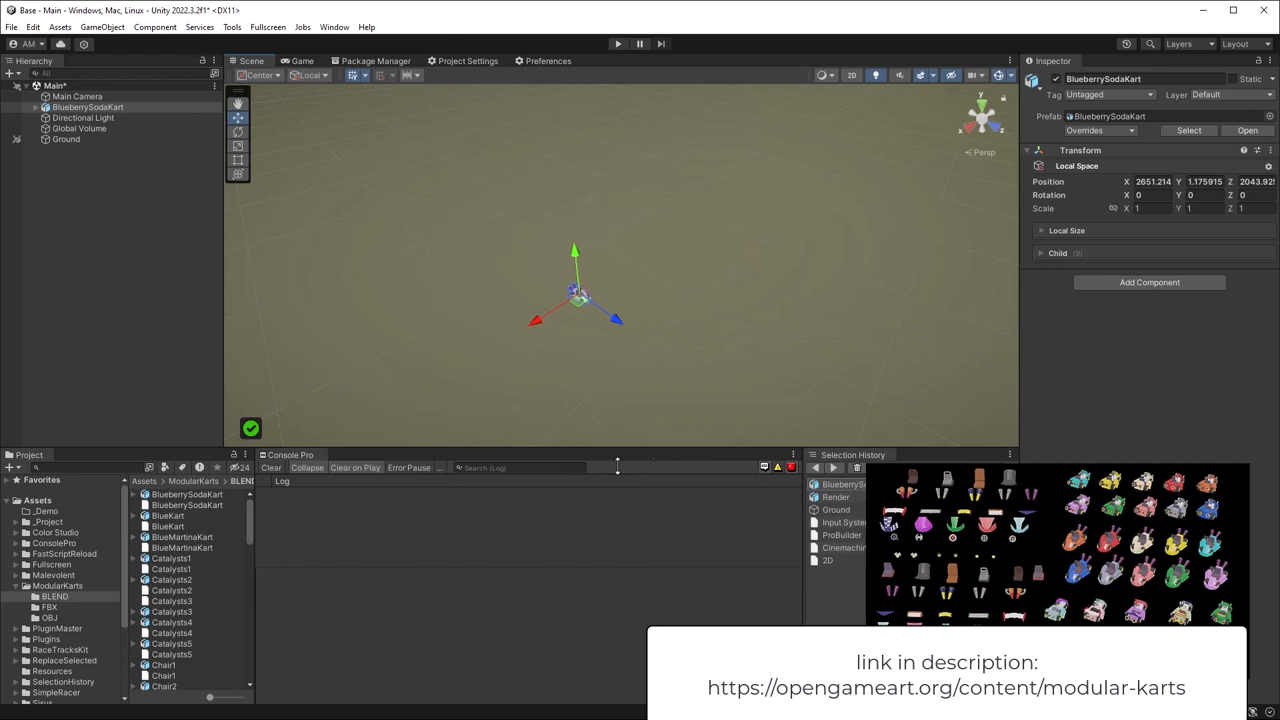 Base - Main - Windows, Mac, Linux - Unity 2022.3.2f1* <DX11>
File Edit Assets GameObject Component Services Tools Fullscreen Jobs Window Help
AM Layers Layout
Hierarchy
All
Main*
Main Camera
BlueberrySodaKart
Directional Light
Global Volume
Ground
Scene Game Package Manager Project Settings Preferences
Center Local 2D
y
x z
Persp
Inspector
BlueberrySodaKart Static
Tag Untagged Layer Default
Prefab BlueberrySodaKart
Overrides Select Open
Transform
Local Space
Position X 2651.214 Y 1.175915 Z 2043.925
Rotation X 0 Y 0 Z 0
Scale X 1 Y 1 Z 1
Local Size
Child (9)
Add Component
Project
24
Favorites
Assets
_Demo
_Project
Color Studio
ConsolePro
FastScriptReload
Fullscreen
Malevolent
ModularKarts
BLEND
FBX
OBJ
PluginMaster
Plugins
RaceTracksKit
ReplaceSelected
Resources
SelectionHistory
SimpleRacer
Assets ModularKarts BLEND
BlueberrySodaKart
BlueberrySodaKart
BlueKart
BlueKart
BlueMartinaKart
BlueMartinaKart
Catalysts1
Catalysts1
Catalysts2
Catalysts2
Catalysts3
Catalysts3
Catalysts4
Catalysts4
Catalysts5
Catalysts5
Chair1
Chair1
Chair2
Console Pro
Clear Collapse Clear on Play Error Pause ... Search (Log)
Log
Selection History
BlueberrySo
Render
Ground
Input System
ProBuilder
Cinemachine
2D
link in description:
https://opengameart.org/content/modular-karts